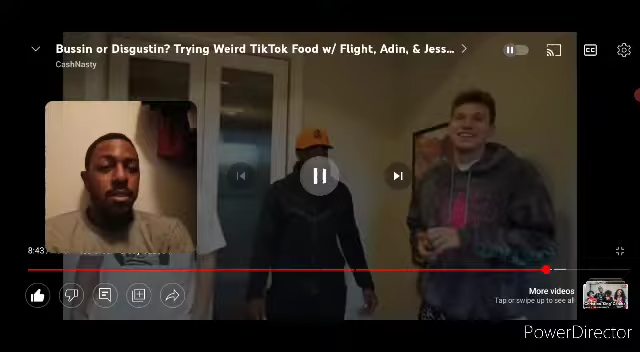 Bussin or Disgustin? Trying Weird TikTok Food w/ Flight, Adin, & Jess...
CashNasty
CC
8:43
More videos
Tap or swipe up to see all
PowerDirector